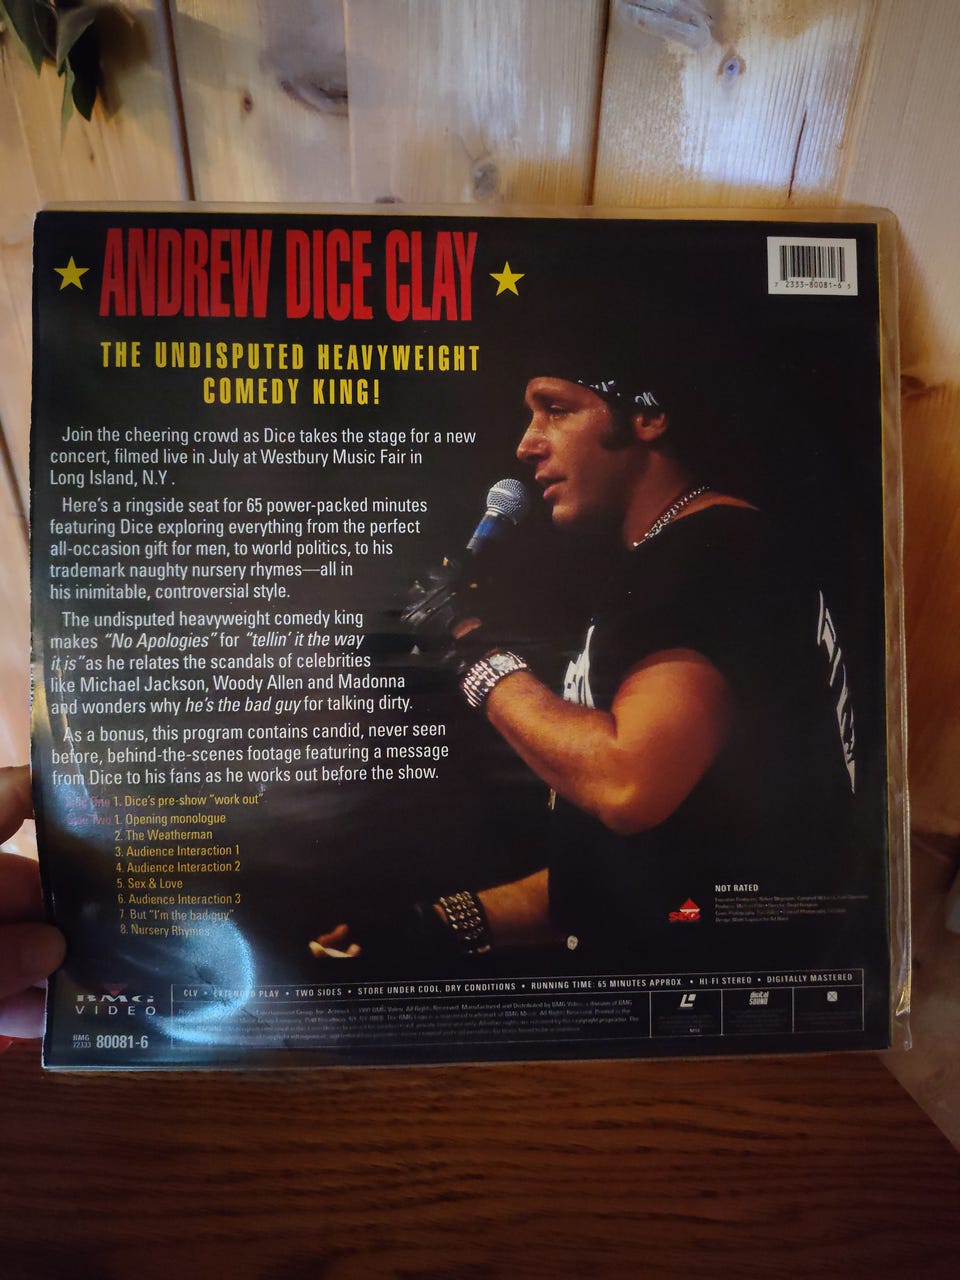 ANDREW DICE CLAY
7 2333-80081-6 3
THE UNDISPUTED HEAVYWEIGHT
COMEDY KING!
Join the cheering crowd as Dice takes the stage for a new
concert, filmed live in July at Westbury Music Fair in
Long Island, N.Y.
Here's a ringside seat for 65 power-packed minutes
featuring Dice exploring everything from the perfect
all-occasion gift for men, to world politics, to his
trademark naughty nursery rhymes—all in
his inimitable, controversial style.
The undisputed heavyweight comedy king
makes "No Apologies" for "tellin' it the way
it is" as he relates the scandals of celebrities
like Michael Jackson, Woody Allen and Madonna
and wonders why he's the bad guy for talking dirty.
As a bonus, this program contains candid, never seen
before, behind-the-scenes footage featuring a message
from Dice to his fans as he works out before the show.
Side One 1. Dice's pre-show "work out"
Side Two 1. Opening monologue
2. The Weatherman
3. Audience Interaction 1
4. Audience Interaction 2
5. Sex & Love
6. Audience Interaction 3
7. But "I'm the bad guy"
8. Nursery Rhymes
NOT RATED
CLV • EXTENDED PLAY • TWO SIDES • STORE UNDER COOL, DRY CONDITIONS • RUNNING TIME: 65 MINUTES APPROX. • HI-FI STEREO • DIGITALLY MASTERED
BMG
VIDEO
digital
SOUND
BMG
72333 80081-6